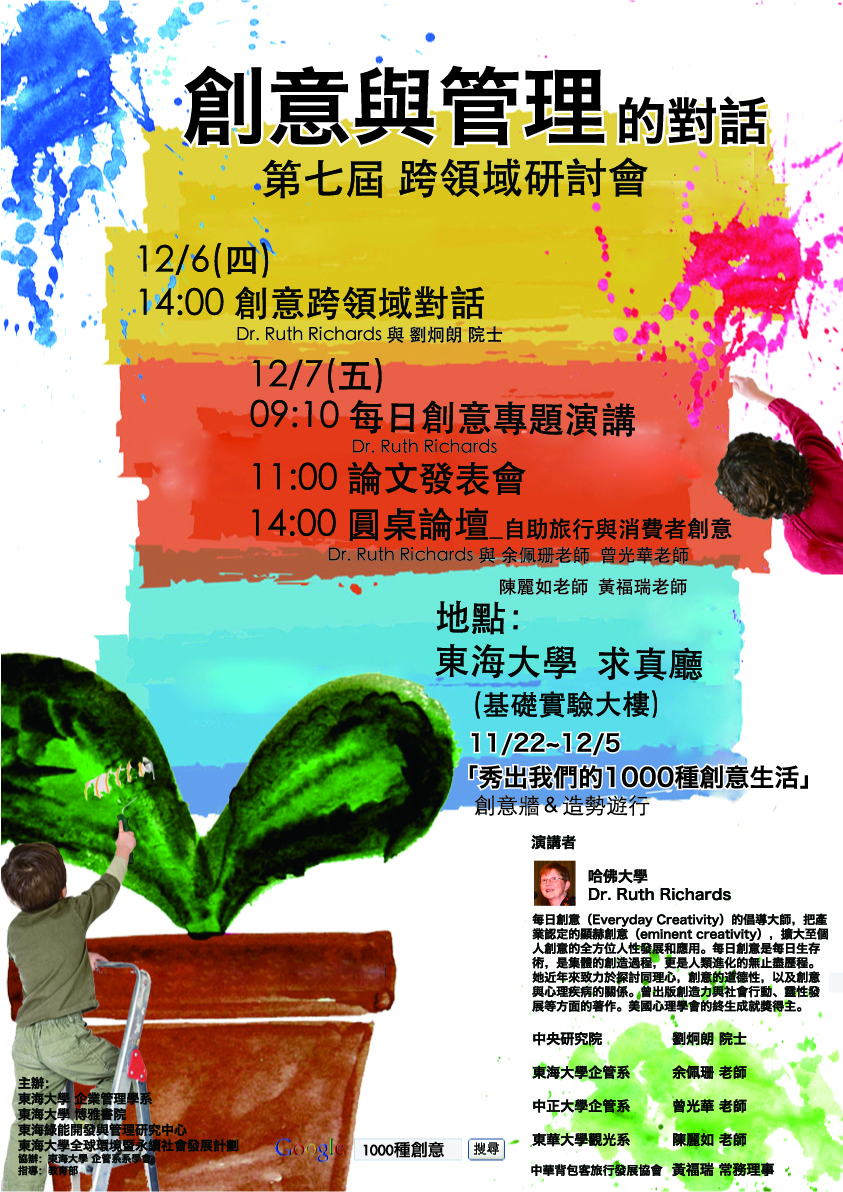 創意與管理的對話
第七屆 跨領域研討會
12/6(四)
14:00 創意跨領域對話
Dr. Ruth Richards 與 劉炯朗 院士
12/7(五)
09:10 每日創意專題演講
Dr. Ruth Richards
11:00 論文發表會
14:00 圓桌論壇_自助旅行與消費者創意
Dr. Ruth Richards 與 余佩珊老師 曾光華老師
陳麗如老師 黃福瑞老師
地點:
東海大學 求真廳
(基礎實驗大樓)
11/22~12/5
「秀出我們的1000種創意生活」
創意牆＆造勢遊行
演講者
哈佛大學
Dr. Ruth Richards
每日創意（Everyday Creativity）的倡導大師，把產
業認定的顯赫創意（eminent creativity），擴大至個
人創意的全方位人性發展和應用。每日創意是每日生存
術，是集體的創造過程，更是人類進化的無止盡歷程。
她近年來致力於探討同理心，創意的道德性，以及創意
與心理疾病的關係。曾出版創造力與社會行動、靈性發
展等方面的著作。美國心理學會的終生成就獎得主。
中央研究院 劉炯朗 院士
東海大學企管系 余佩珊 老師
中正大學企管系 曾光華 老師
東華大學觀光系 陳麗如 老師
中華背包客旅行發展協會 黃福瑞 常務理事
主辦:
東海大學 企業管理學系
東海大學 博雅書院
東海綠能開發與管理研究中心
東海大學全球環境暨永續社會發展計劃
協辦：東海大學 企管系系學會
指導：教育部
Google 1000種創意 搜尋